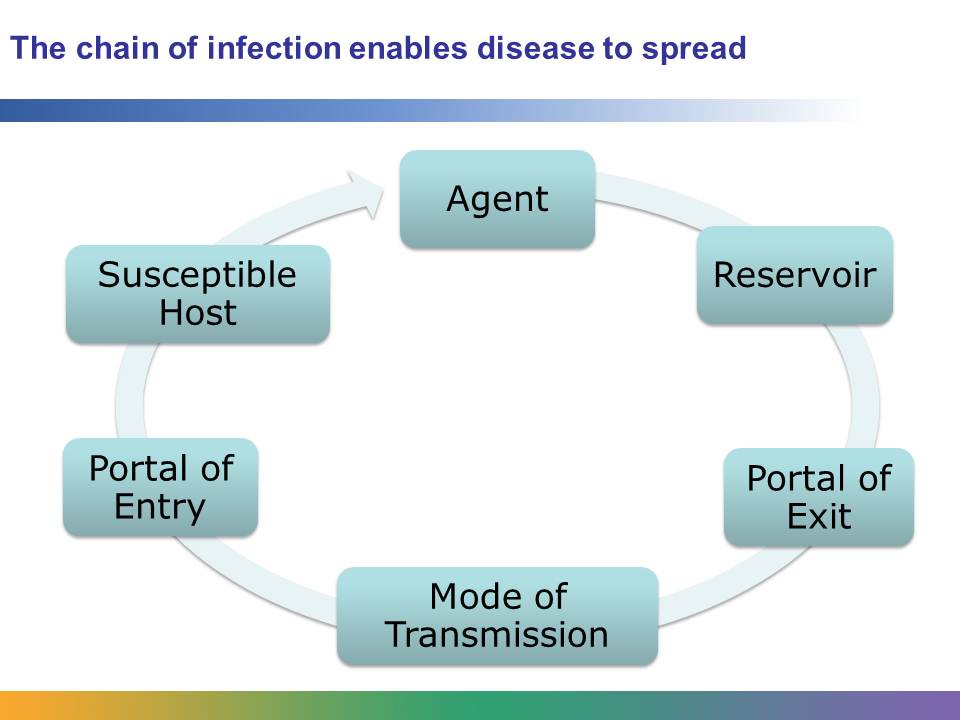 The chain of infection enables disease to spread
Agent
Reservoir
Portal of
Exit
Mode of
Transmission
Portal of
Entry
Susceptible
Host